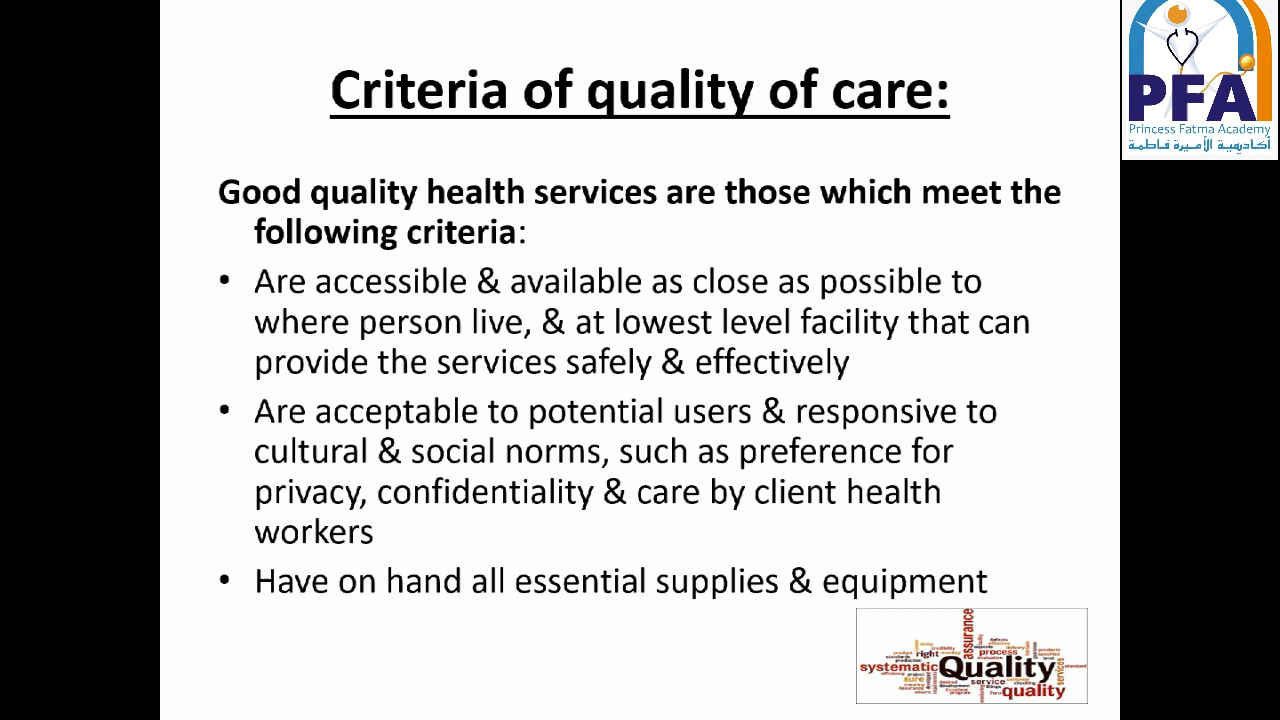 Criteria of quality of care:
PFA
Princess Fatma Academy
أكاديمية الأميرة فاطمة
Good quality health services are those which meet the
following criteria:
• Are accessible & available as close as possible to
where person live, & at lowest level facility that can
provide the services safely & effectively
• Are acceptable to potential users & responsive to
cultural & social norms, such as preference for
privacy, confidentiality & care by client health
workers
• Have on hand all essential supplies & equipment
assurance
right
process
systematic
Quality
service
services
quality